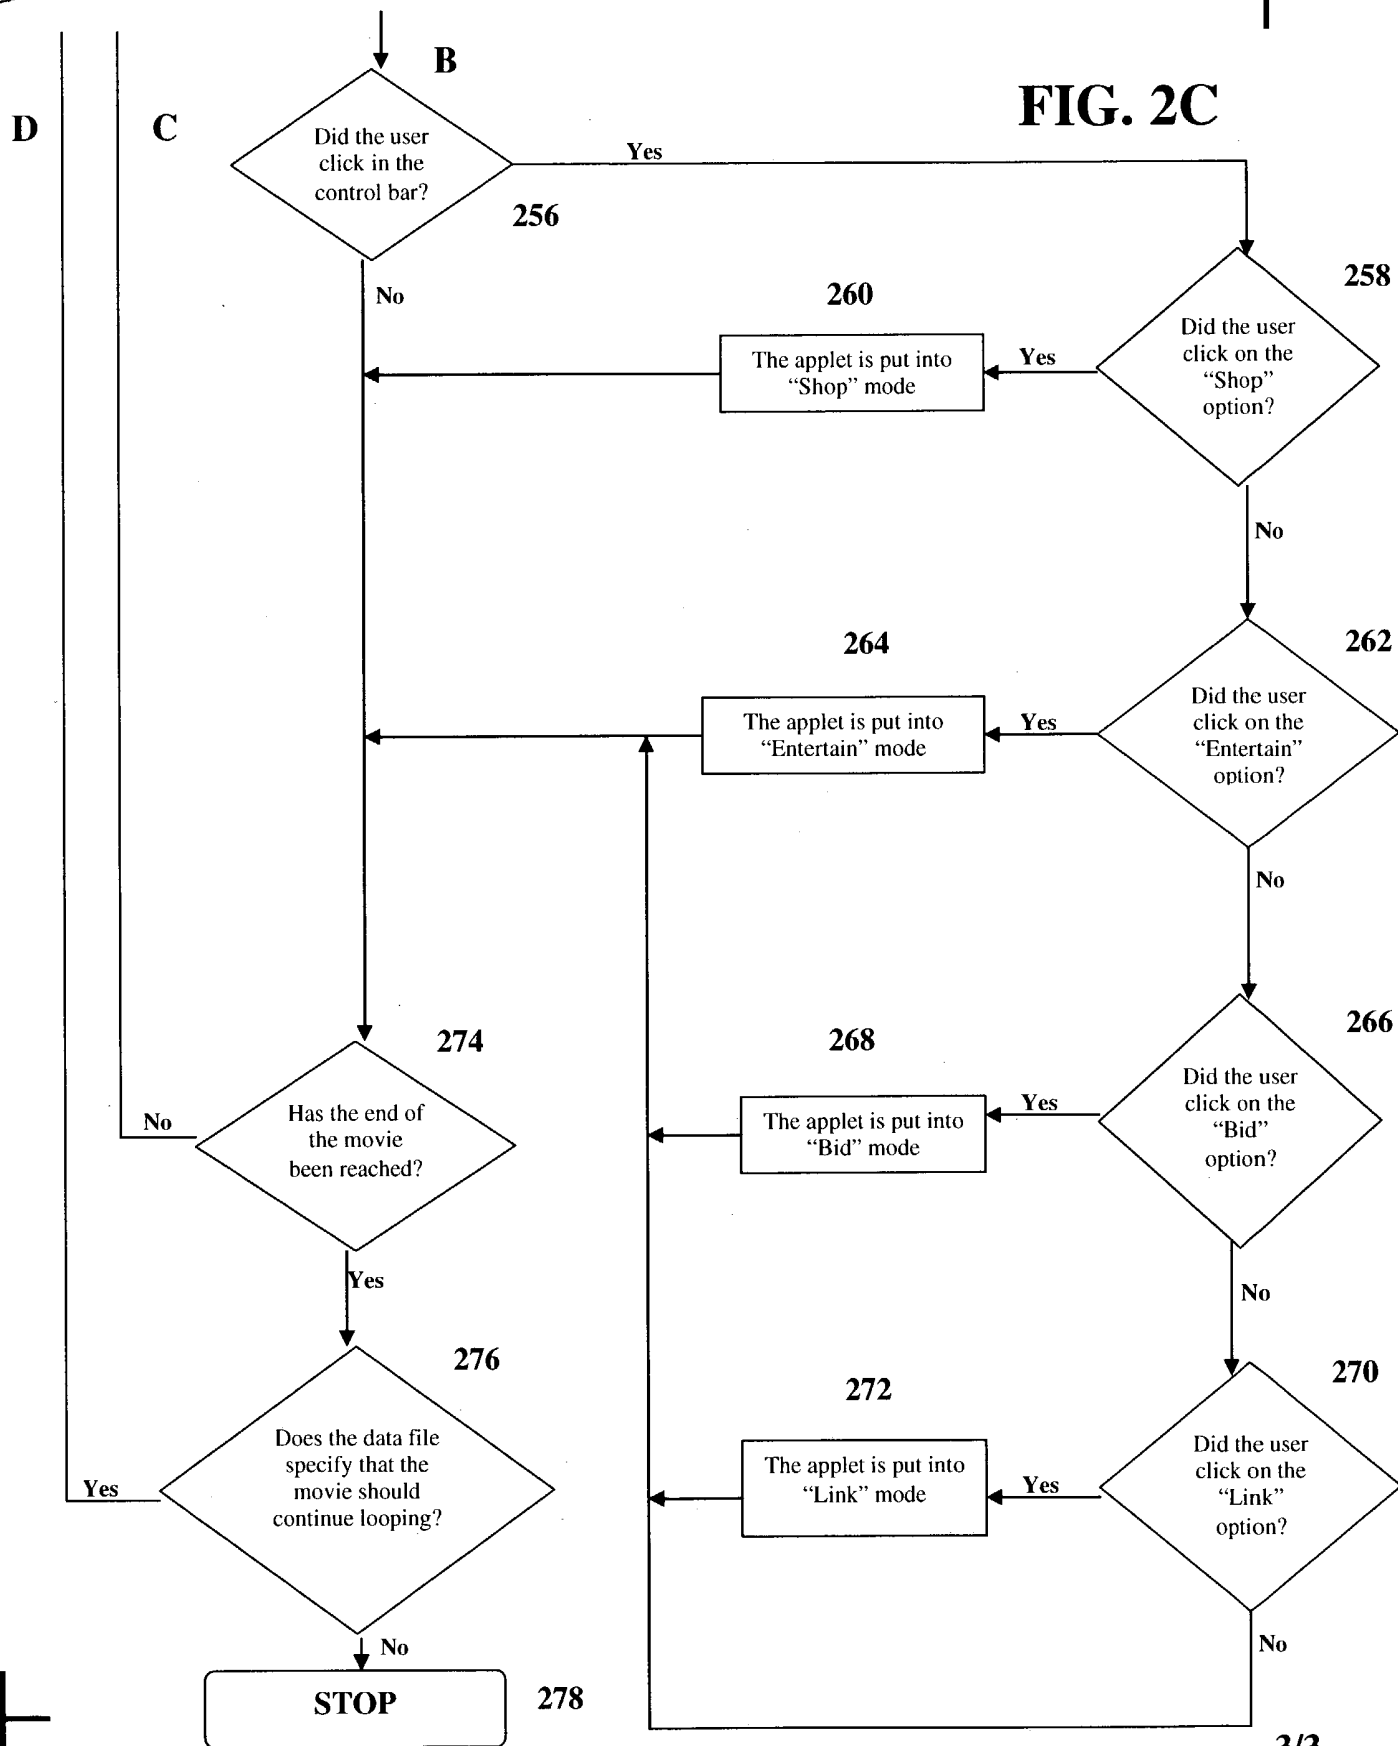 B
FIG. 2C
D
C
Did the user
click in the
control bar?
Yes
256
No
258
260
Did the user
click on the
“Shop”
option?
Yes
The applet is put into
“Shop” mode
No
262
264
Did the user
click on the
“Entertain”
option?
Yes
The applet is put into
“Entertain” mode
No
266
268
Did the user
click on the
“Bid”
option?
Yes
The applet is put into
“Bid” mode
No
274
Has the end of
the movie
been reached?
No
Yes
270
272
Did the user
click on the
“Link”
option?
Yes
The applet is put into
“Link” mode
No
276
Does the data file
specify that the
movie should
continue looping?
Yes
No
STOP
278